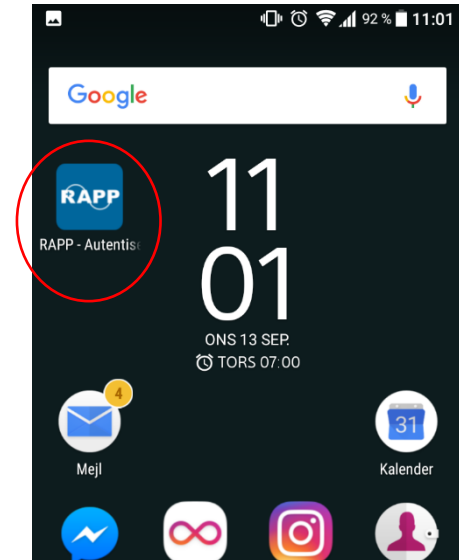 92 % 11:01
Google
RAPP
RAPP - Autentis
11
01
ONS 13 SEP.
TORS 07:00
4
31
Mejl
Kalender